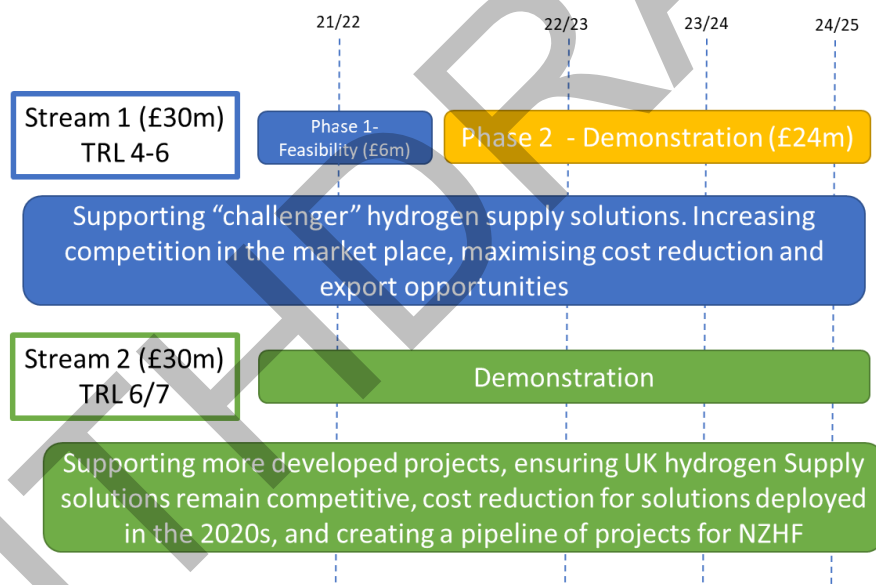 21/22 22/23 23/24 24/25
Stream 1 (£30m)
TRL 4-6
Phase 1-
Feasibility (£6m)
Phase 2 - Demonstration (£24m)
Supporting “challenger” hydrogen supply solutions. Increasing
competition in the market place, maximising cost reduction and
export opportunities
Stream 2 (£30m)
TRL 6/7
Demonstration
Supporting more developed projects, ensuring UK hydrogen Supply
solutions remain competitive, cost reduction for solutions deployed
in the 2020s, and creating a pipeline of projects for NZHF
THDRA